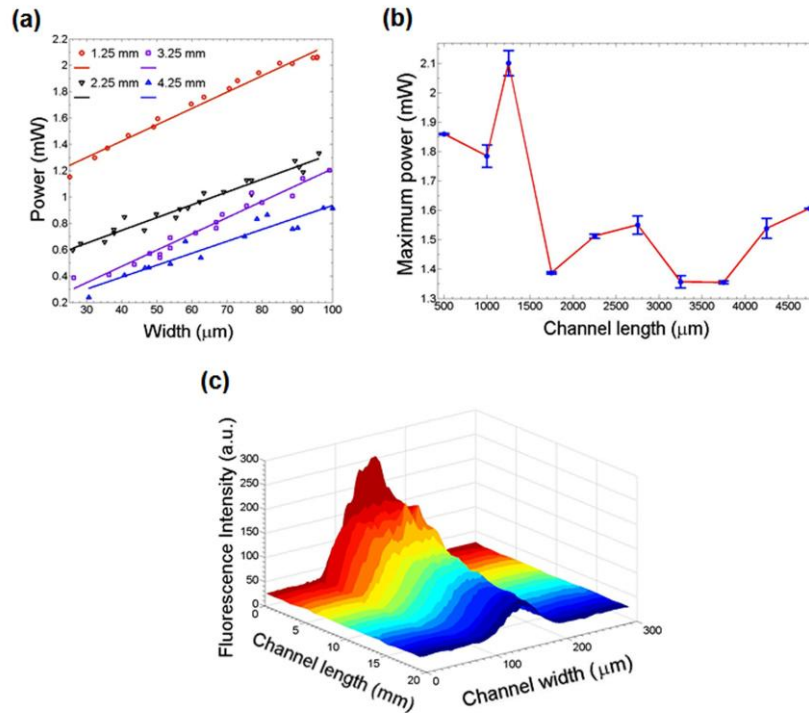 (a)
2.2
2
1.8
1.6
1.4
1.2
1
0.8
0.6
0.4
0.2
Power (mW)
1.25 mm 3.25 mm
2.25 mm 4.25 mm
30 40 50 60 70 80 90 100
Width (μm)
(b)
2.1
2
1.9
1.8
1.7
1.6
1.5
1.4
1.3
Maximum power (mW)
500 1000 1500 2000 2500 3000 3500 4000 4500
Channel length (μm)
(c)
300
250
200
150
100
50
0
Fluorescence Intensity (a.u.)
0
5
10
15
20
Channel length (mm)
0
100
200
300
Channel width (μm)